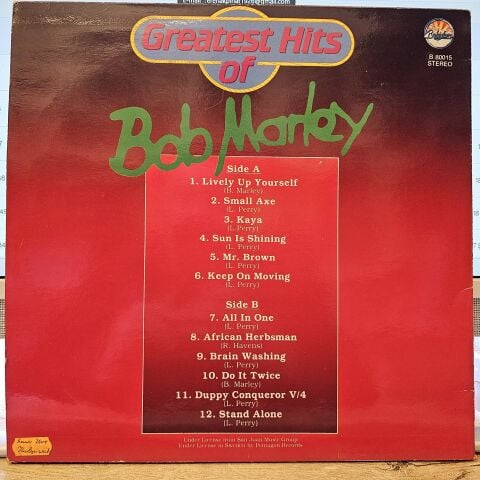 Greatest Hits
of
Bob Marley
B 80015
STEREO
Side A
1. Lively Up Yourself
(B. Marley)
2. Small Axe
(L. Perry)
3. Kaya
(L. Perry)
4. Sun Is Shining
(L. Perry)
5. Mr. Brown
(L. Perry)
6. Keep On Moving
(L. Perry)
Side B
7. All In One
(L. Perry)
8. African Herbsman
(R. Havens)
9. Brain Washing
(L. Perry)
10. Do It Twice
(B. Marley)
11. Duppy Conqueror V/4
(L. Perry)
12. Stand Alone
(L. Perry)
Under License from San Juan Music Group
Under License in Sweden by Pentagon Records